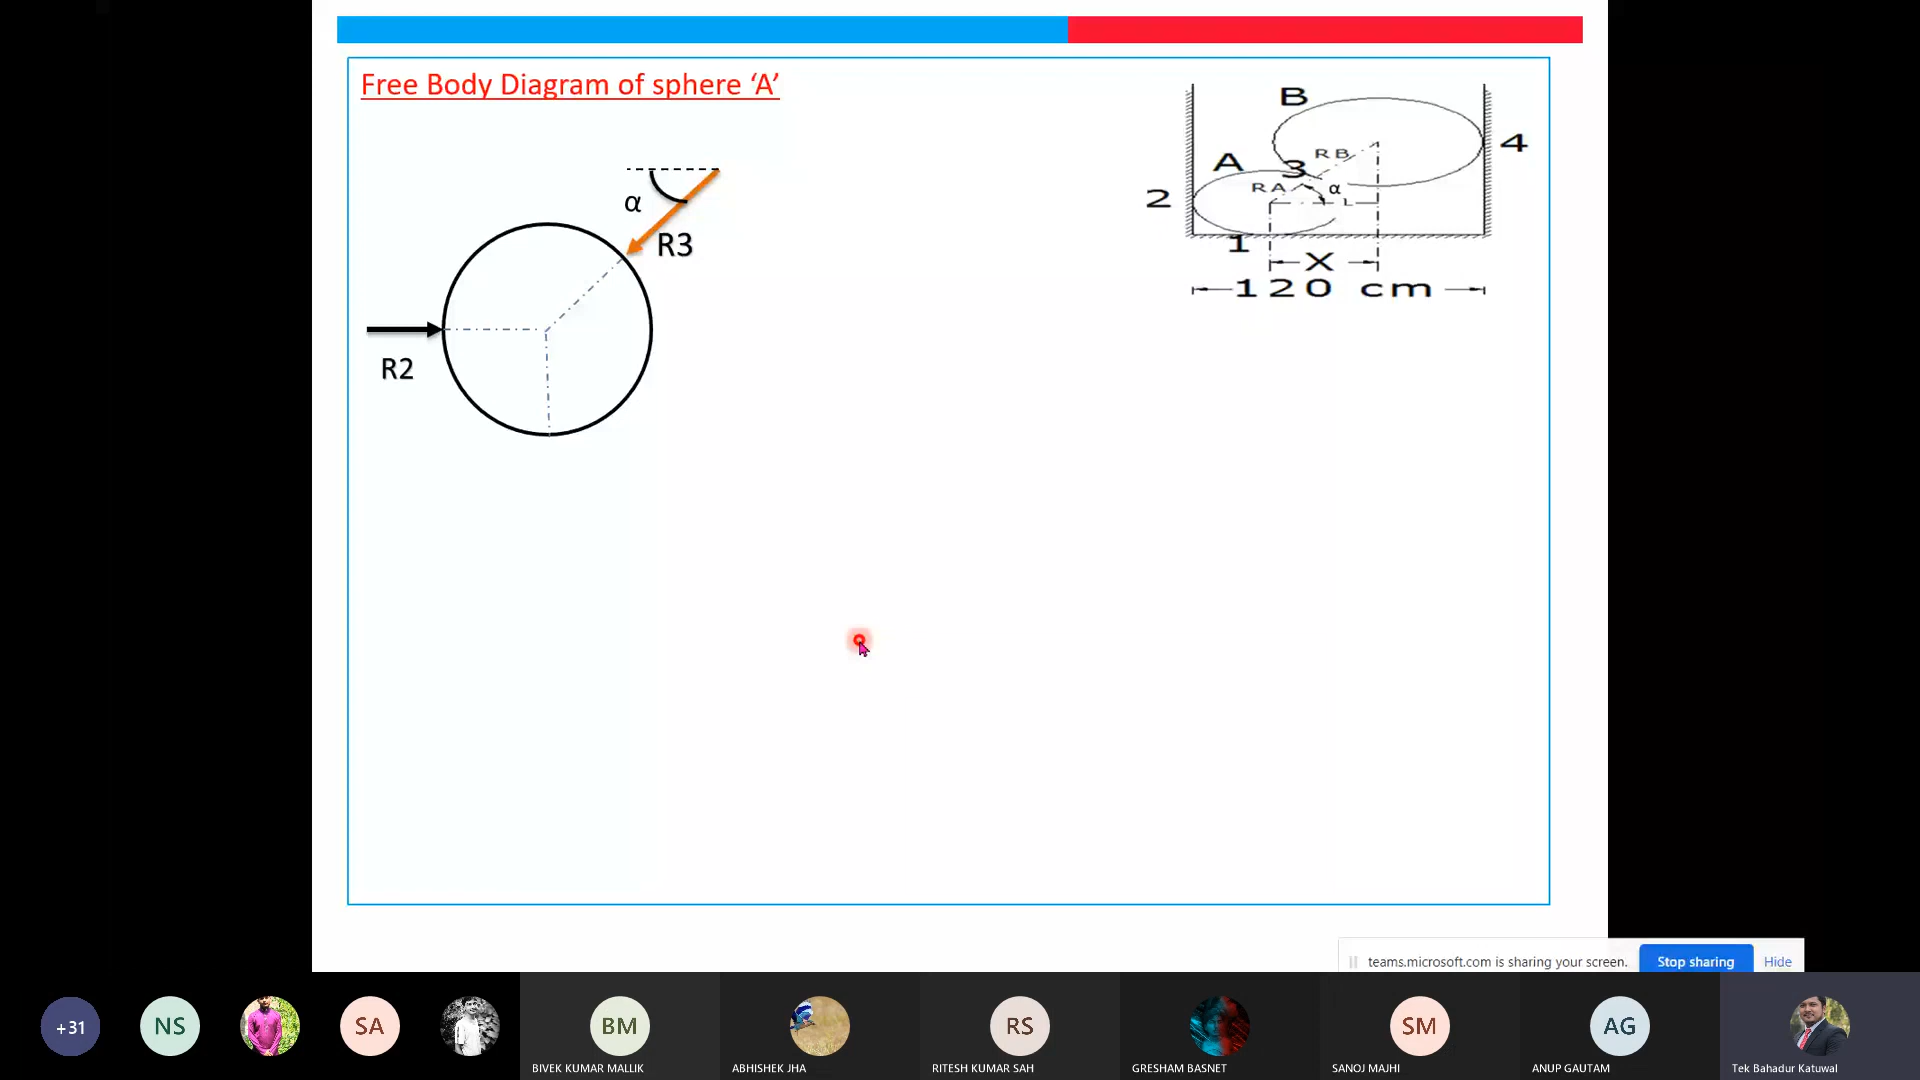 Free Body Diagram of sphere ‘A’
α
R3
R2
B
4
RB
A
3
RA
α
2
L
1
X
120 cm
teams.microsoft.com is sharing your screen.
Stop sharing
Hide
+31
NS
SA
BM
RS
SM
AG
BIVEK KUMAR MALLIK
ABHISHEK JHA
RITESH KUMAR SAH
GRESHAM BASNET
SANOJ MAJHI
ANUP GAUTAM
Tek Bahadur Katuwal